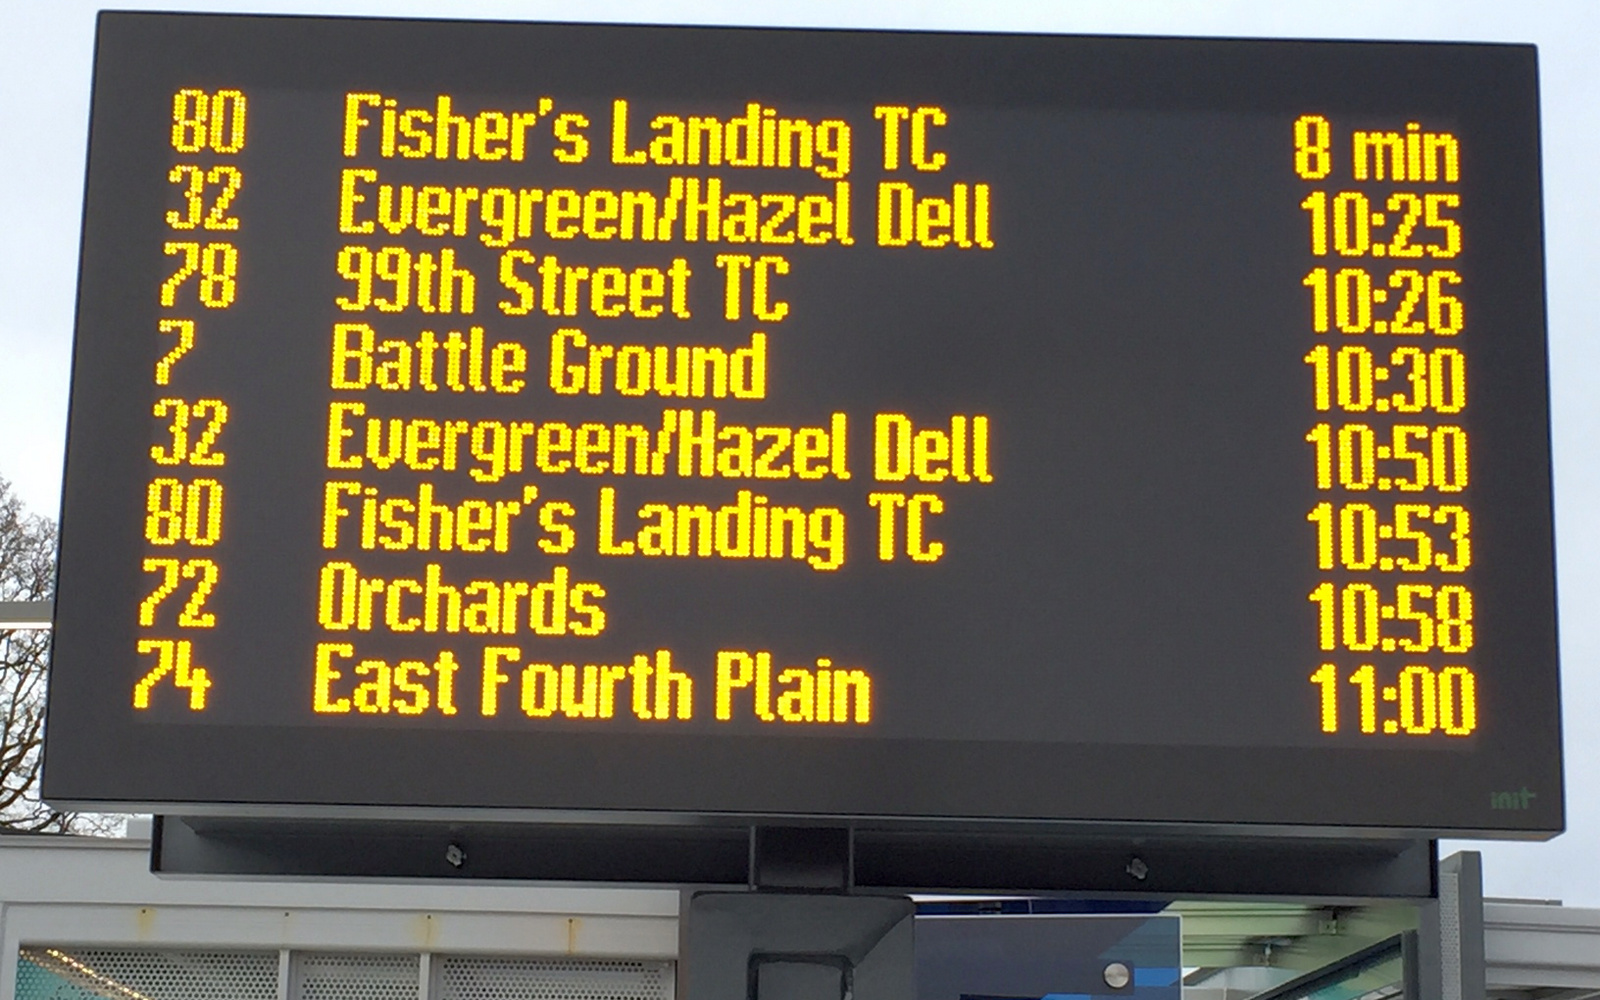 80 Fisher's Landing TC 8 min
32 Evergreen/Hazel Dell 10:25
78 99th Street TC 10:26
7 Battle Ground 10:30
32 Evergreen/Hazel Dell 10:50
80 Fisher's Landing TC 10:53
72 Orchards 10:58
74 East Fourth Plain 11:00
init